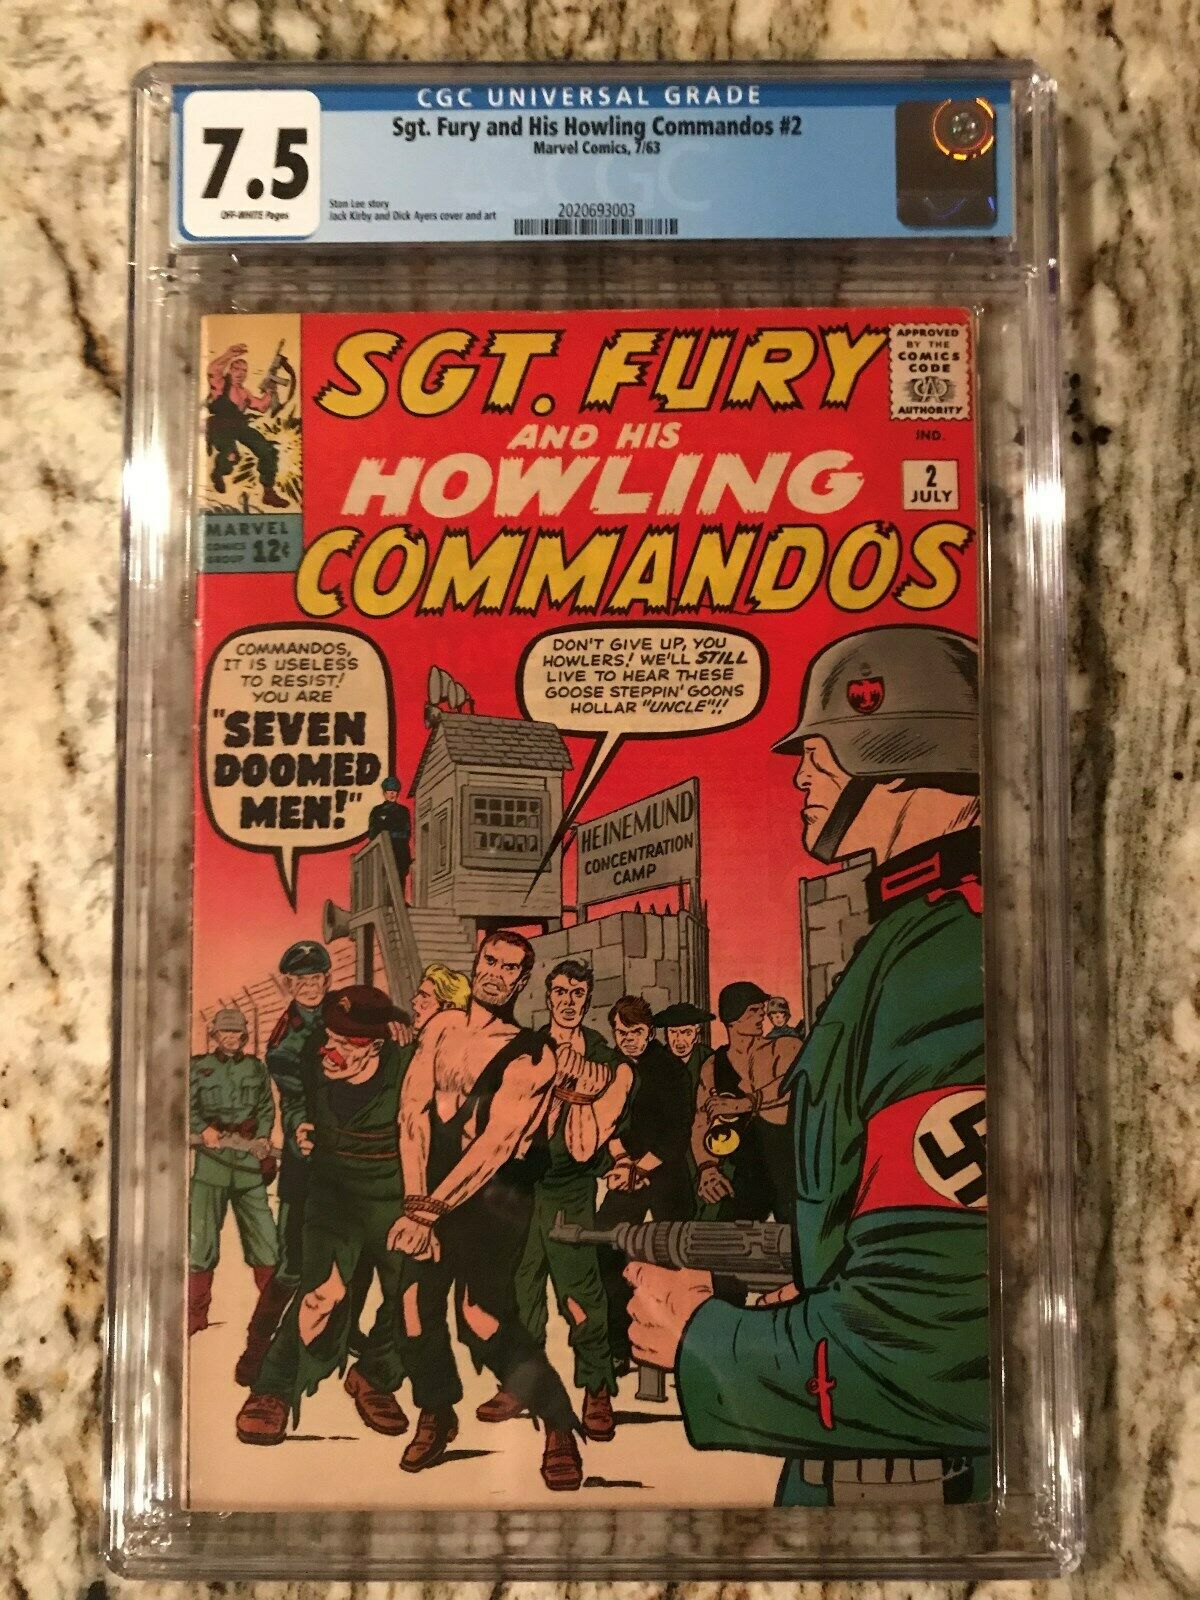 CGC UNIVERSAL GRADE
7.5
OFF-WHITE Pages
Sgt. Fury and His Howling Commandos #2
Marvel Comics, 7/63
Stan Lee story
Jack Kirby and Dick Ayers cover and art
2020693003
CGC
SGT. FURY
AND HIS
HOWLING
COMMANDOS
APPROVED
BY THE
COMICS
CODE
AUTHORITY
IND.
2
JULY
MARVEL
COMICS
GROUP
12¢
COMMANDOS,
IT IS USELESS
TO RESIST!
YOU ARE
"SEVEN
DOOMED
MEN!"
DON'T GIVE UP, YOU
HOWLERS! WE'LL STILL
LIVE TO HEAR THESE
GOOSE STEPPIN' GOONS
HOLLAR "UNCLE"!!
HEINEMUND
CONCENTRATION
CAMP